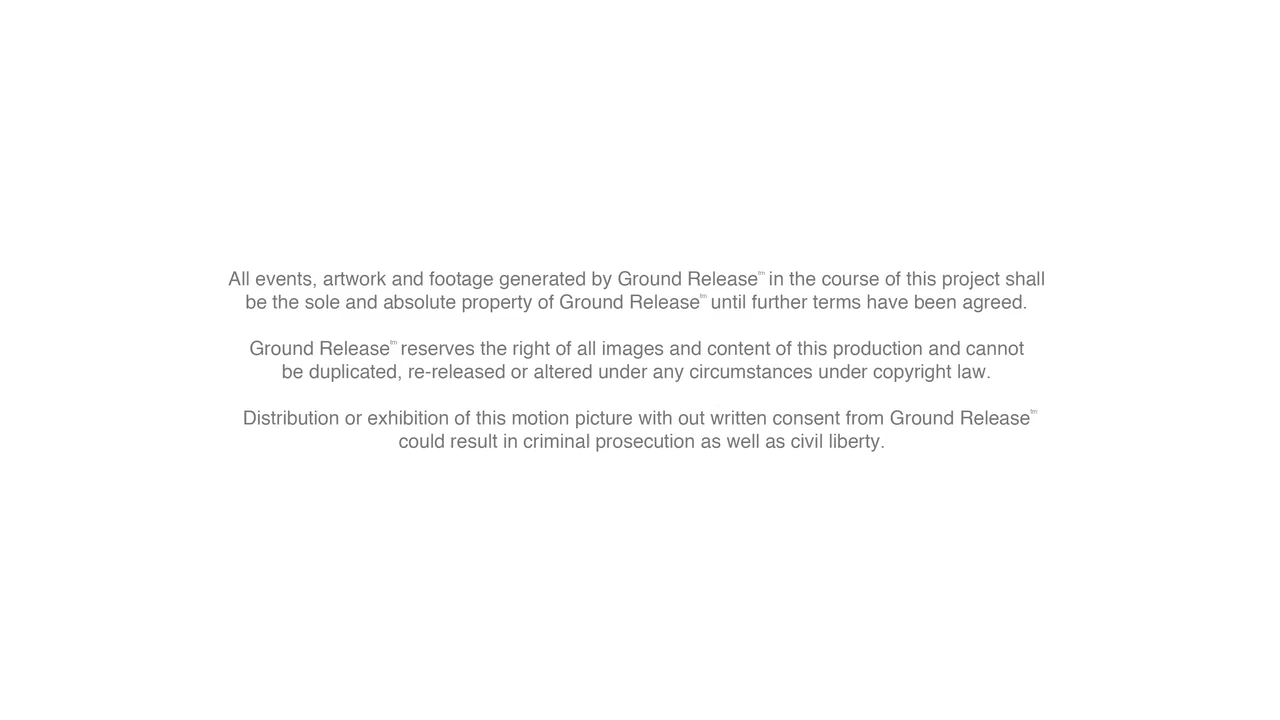 All events, artwork and footage generated by Ground Release™ in the course of this project shall
be the sole and absolute property of Ground Release™ until further terms have been agreed.
Ground Release™ reserves the right of all images and content of this production and cannot
be duplicated, re-released or altered under any circumstances under copyright law.
Distribution or exhibition of this motion picture with out written consent from Ground Release™
could result in criminal prosecution as well as civil liberty.